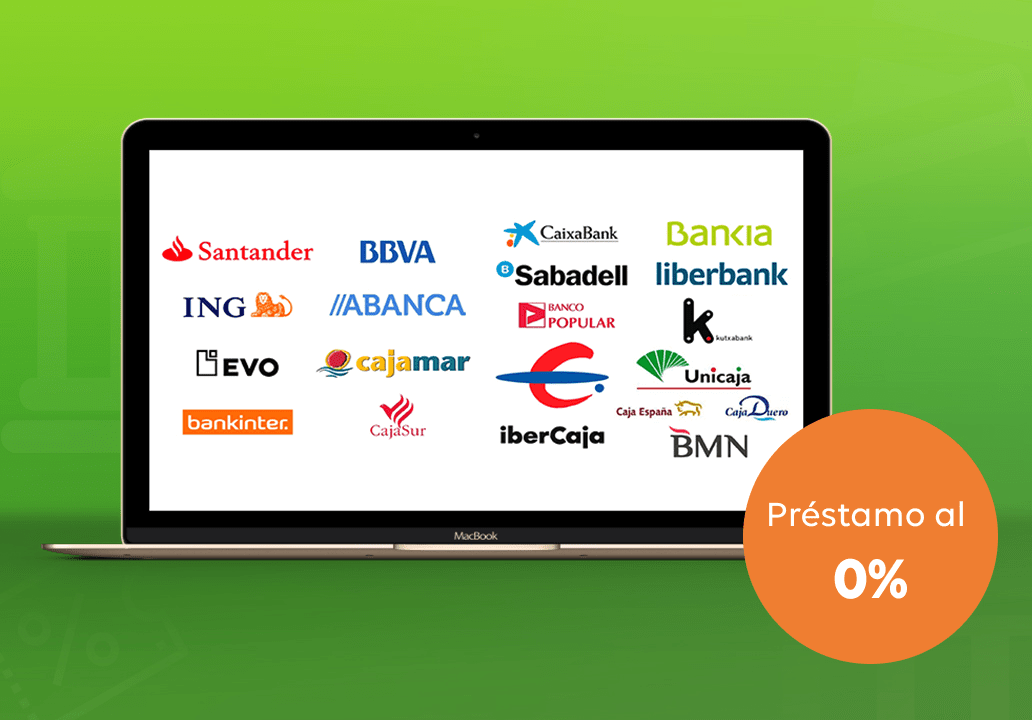 Santander
BBVA
CaixaBank
Bankia
B Sabadell
liberbank
ING
//ABANCA
BANCO
POPULAR
k
kutxabank
EVO
cajamar
Unicaja
bankinter.
CajaSur
iberCaja
Caja España
Caja Duero
BMN
MacBook
Préstamo al
0%